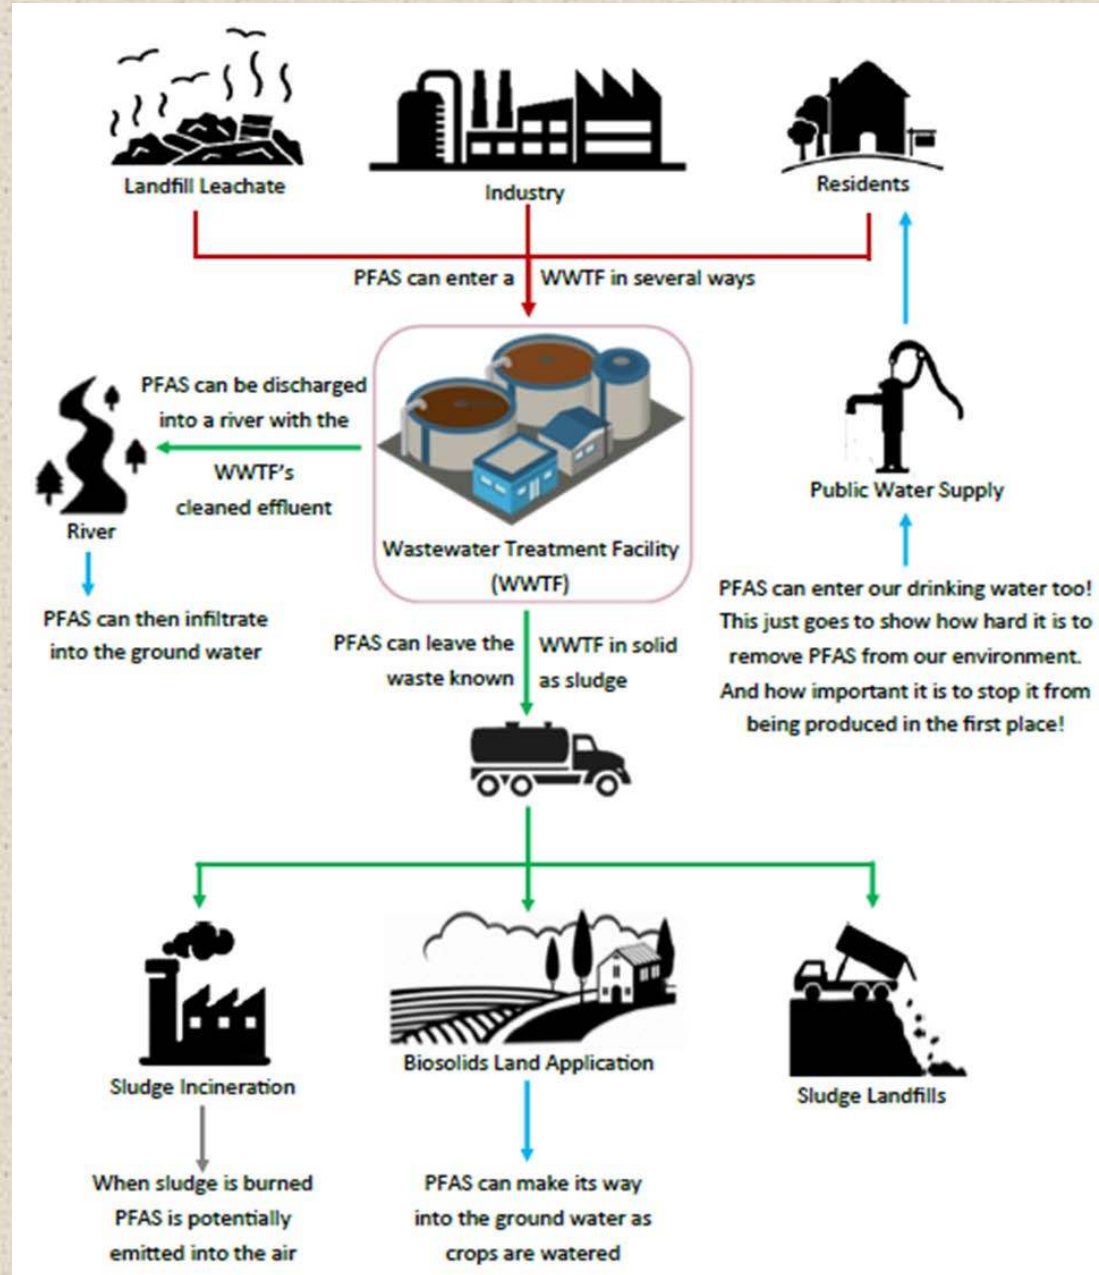 Landfill Leachate
Industry
Residents
PFAS can enter a WWTF in several ways
PFAS can be discharged
into a river with the
WWTF's
cleaned effluent
River
PFAS can then infiltrate
into the ground water
Wastewater Treatment Facility
(WWTF)
Public Water Supply
PFAS can enter our drinking water too!
This just goes to show how hard it is to
remove PFAS from our environment.
And how important it is to stop it from
being produced in the first place!
PFAS can leave the WWTF in solid
waste known as sludge
Sludge Incineration
Biosolids Land Application
Sludge Landfills
When sludge is burned
PFAS is potentially
emitted into the air
PFAS can make its way
into the ground water as
crops are watered